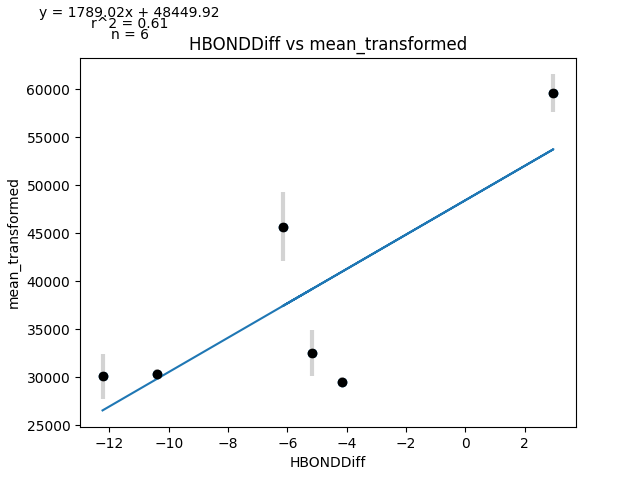 y = 1789.02x + 48449.92
r^2 = 0.61
n = 6
HBONDDiff vs mean_transformed
60000
55000
50000
45000
40000
35000
30000
25000
mean_transformed
−12 −10 −8 −6 −4 −2 0 2
HBONDDiff